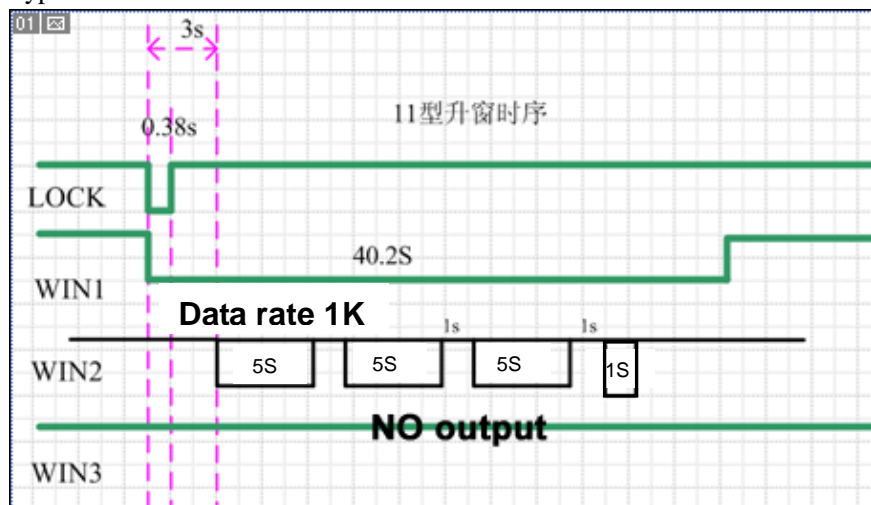 01
3s
0.38s
11型升窗时序
LOCK
40.2S
WIN1
Data rate 1K
1s 1s
WIN2
5S 5S 5S 1S
NO output
WIN3